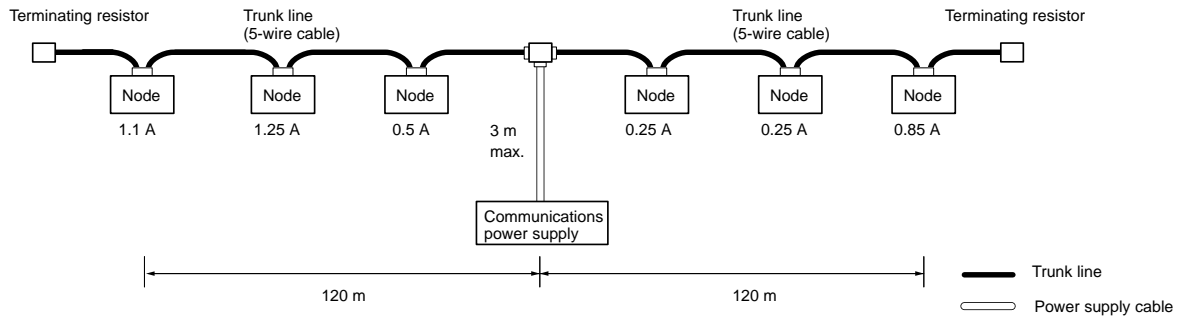 Terminating resistor
Trunk line
(5-wire cable)
Trunk line
(5-wire cable)
Terminating resistor
Node
Node
Node
Node
Node
Node
1.1 A
1.25 A
0.5 A
3 m
max.
0.25 A
0.25 A
0.85 A
Communications
power supply
120 m
120 m
Trunk line
Power supply cable